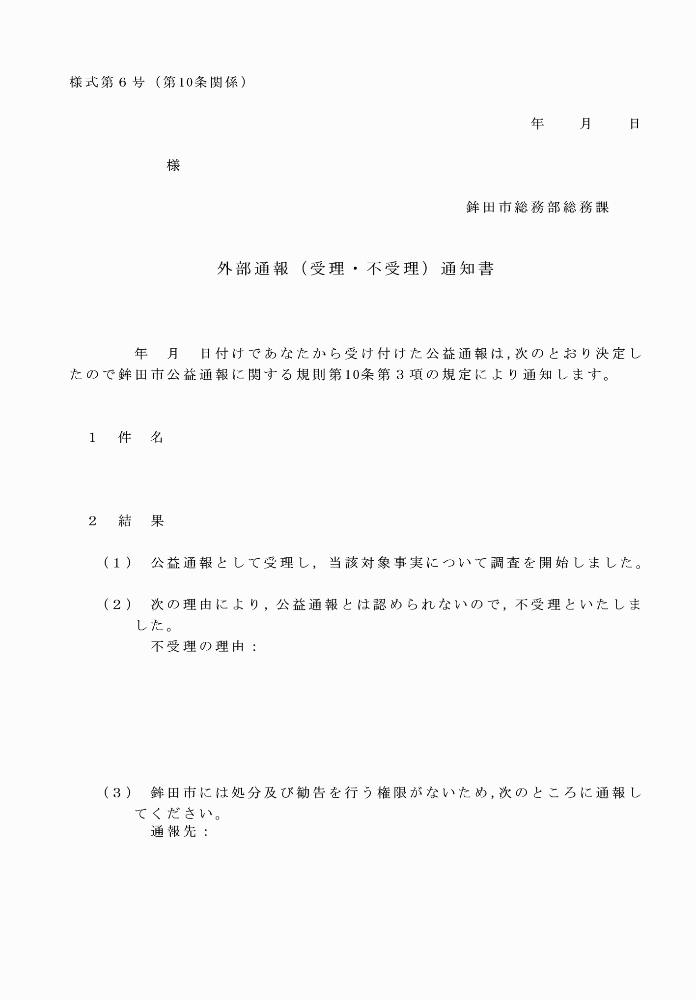 様式第６号（第10条関係）
年　　月　　日
様
鉾田市総務部総務課
外部通報（受理・不受理）通知書
年　月　日付けであなたから受け付けた公益通報は,次のとおり決定し
たので鉾田市公益通報に関する規則第10条第３項の規定により通知します。
１　件　名
２　結　果
（１）　公益通報として受理し，当該対象事実について調査を開始しました。
（２）　次の理由により，公益通報とは認められないので，不受理といたしま
した。
不受理の理由：
（３）　鉾田市には処分及び勧告を行う権限がないため,次のところに通報し
てください。
通報先：